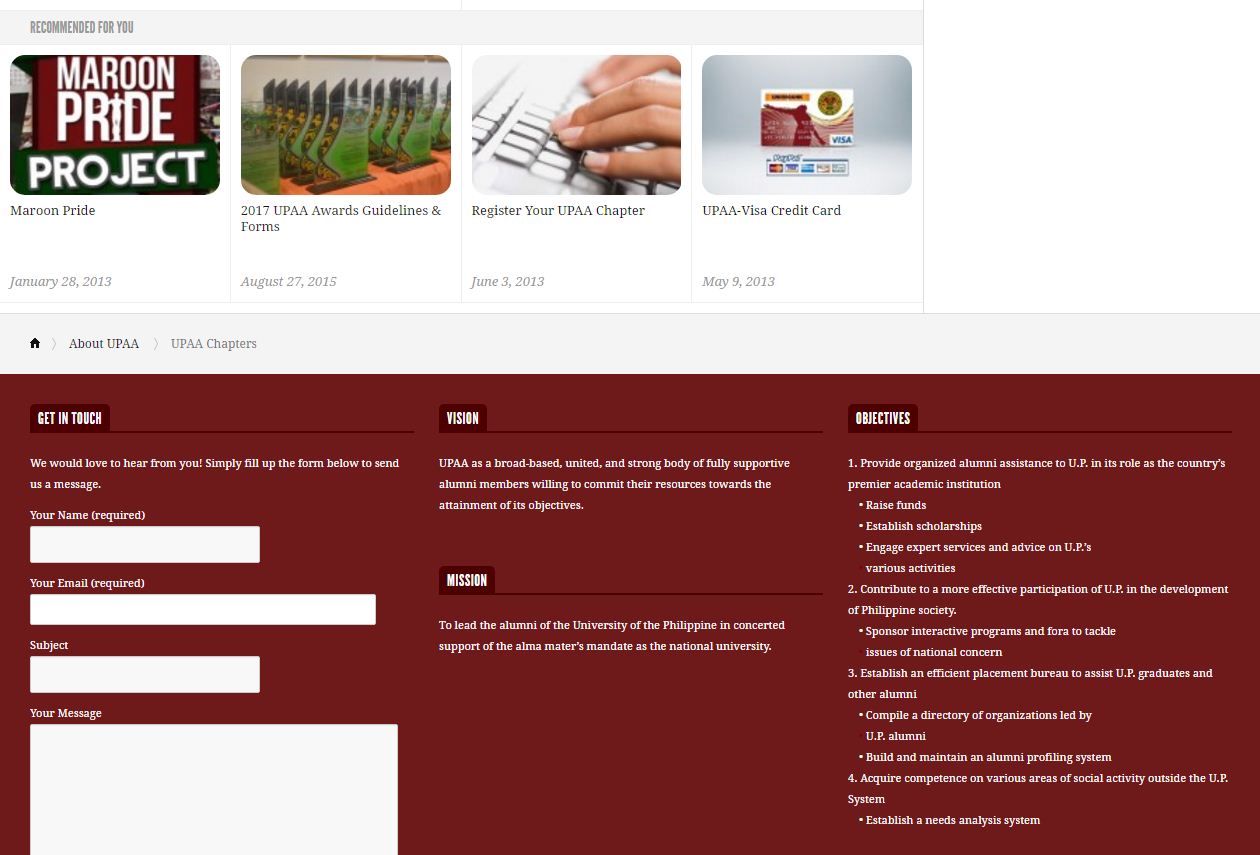 RECOMMENDED FOR YOU
MAROON
PRIDE
PROJECT
UNIONBANK
VISA
PayPal
Maroon Pride
2017 UPAA Awards Guidelines &
Forms
Register Your UPAA Chapter
UPAA-Visa Credit Card
January 28, 2013
August 27, 2015
June 3, 2013
May 9, 2013
About UPAA
UPAA Chapters
GET IN TOUCH
We would love to hear from you! Simply fill up the form below to send
us a message.
Your Name (required)
Your Email (required)
Subject
Your Message
VISION
UPAA as a broad-based, united, and strong body of fully supportive
alumni members willing to commit their resources towards the
attainment of its objectives.
MISSION
To lead the alumni of the University of the Philippine in concerted
support of the alma mater’s mandate as the national university.
OBJECTIVES
1. Provide organized alumni assistance to U.P. in its role as the country’s
premier academic institution
• Raise funds
• Establish scholarships
• Engage expert services and advice on U.P.’s
various activities
2. Contribute to a more effective participation of U.P. in the development
of Philippine society.
• Sponsor interactive programs and fora to tackle
issues of national concern
3. Establish an efficient placement bureau to assist U.P. graduates and
other alumni
• Compile a directory of organizations led by
U.P. alumni
• Build and maintain an alumni profiling system
4. Acquire competence on various areas of social activity outside the U.P.
System
• Establish a needs analysis system